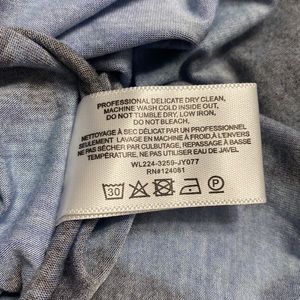 PROFESSIONAL DELICATE DRY CLEAN,
MACHINE WASH COLD INSIDE OUT,
DO NOT TUMBLE DRY, LOW IRON,
DO NOT BLEACH.
NETTOYAGE À SEC DÉLICAT PAR UN PROFESSIONNEL
SEULEMENT LAVAGE EN MACHINE À FROID À L'ENVERS
NE PAS SÉCHER PAR CULBUTAGE, REPASSAGE À BASSE
TEMPÉRATURE, NE PAS UTILISER D'EAU DE JAVEL
WL224-3259-JY077
RN#124081
30
P